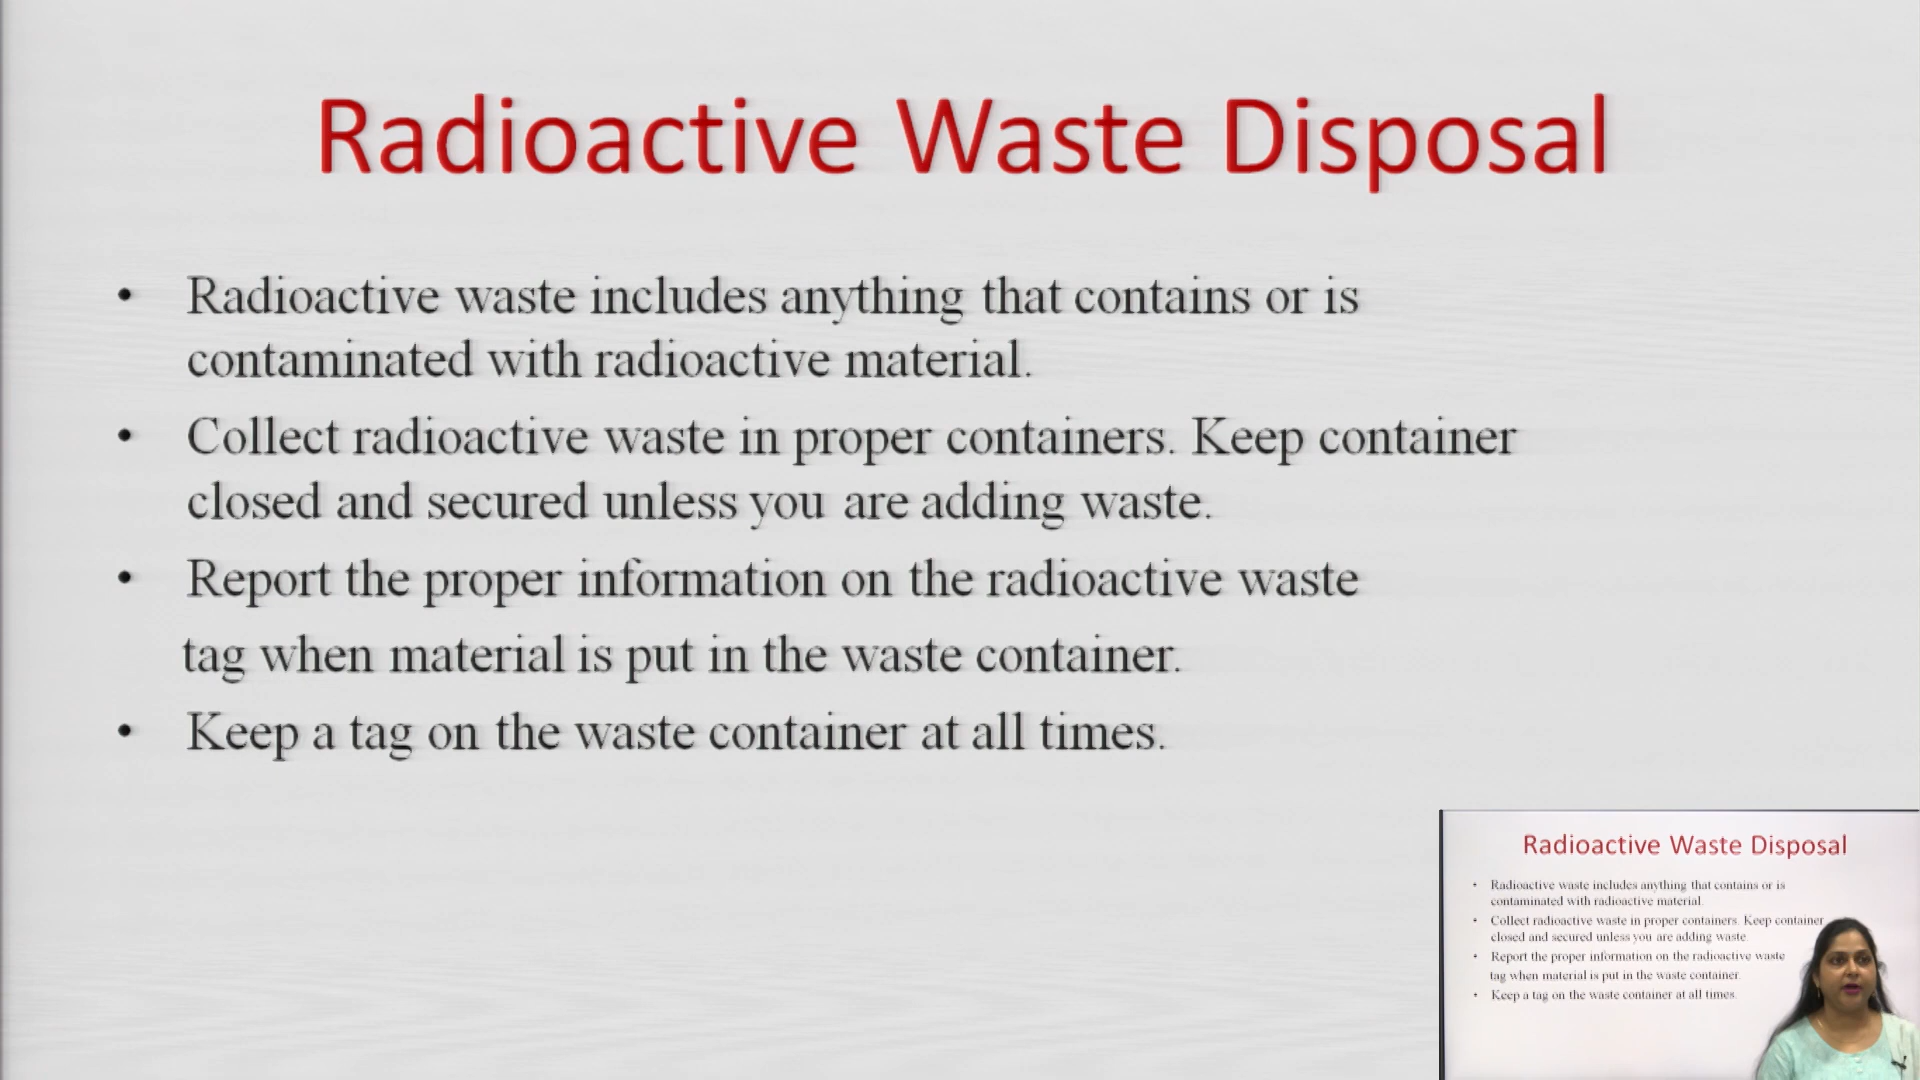 Radioactive Waste Disposal
• Radioactive waste includes anything that contains or is
contaminated with radioactive material.
• Collect radioactive waste in proper containers. Keep container
closed and secured unless you are adding waste.
• Report the proper information on the radioactive waste
tag when material is put in the waste container.
• Keep a tag on the waste container at all times.
Radioactive Waste Disposal
• Radioactive waste includes anything that contains or is
contaminated with radioactive material.
• Collect radioactive waste in proper containers. Keep container
closed and secured unless you are adding waste.
• Report the proper information on the radioactive waste
tag when material is put in the waste container.
• Keep a tag on the waste container at all times.